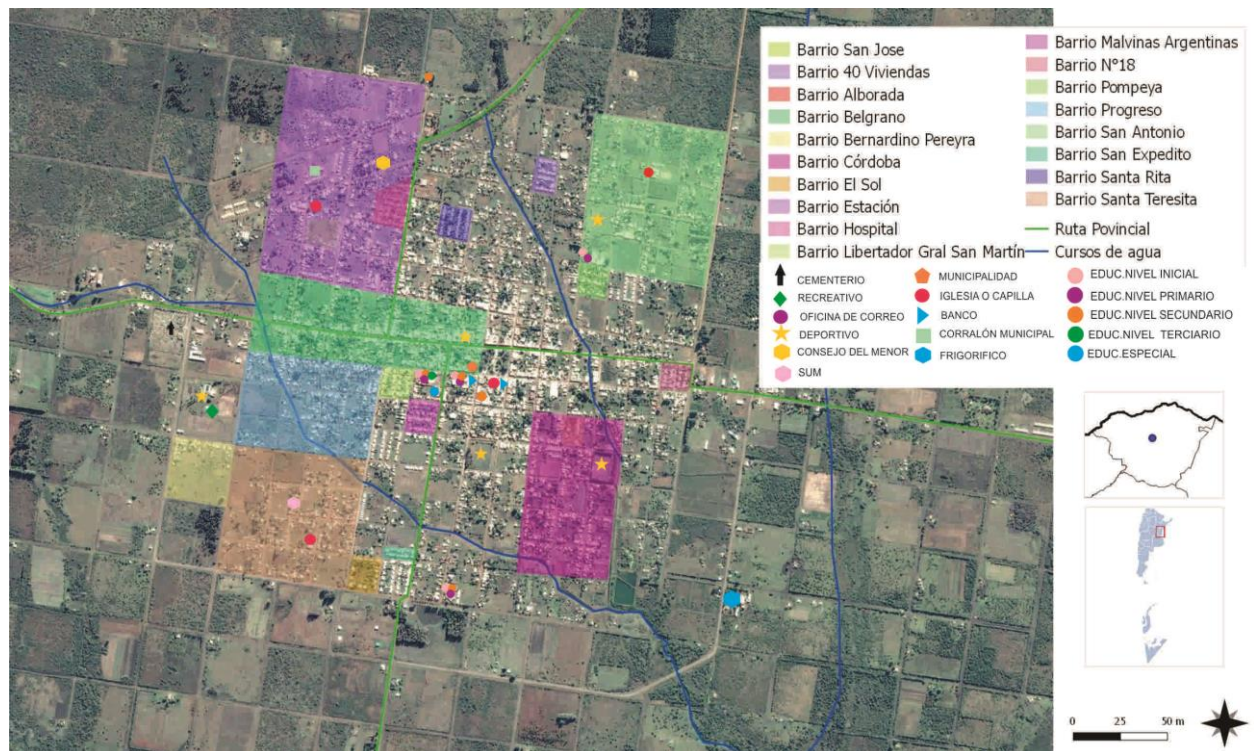 Barrio San Jose
Barrio 40 Viviendas
Barrio Alborada
Barrio Belgrano
Barrio Bernardino Pereyra
Barrio Córdoba
Barrio El Sol
Barrio Estación
Barrio Hospital
Barrio Libertador Gral San Martín
Barrio Malvinas Argentinas
Barrio N°18
Barrio Pompeya
Barrio Progreso
Barrio San Antonio
Barrio San Expedito
Barrio Santa Rita
Barrio Santa Teresita
Ruta Povincial
Cursos de agua
CEMENTERIO
RECREATIVO
OFICINA DE CORREO
DEPORTIVO
CONSEJO DEL MENOR
SUM
MUNICIPALIDAD
IGLESIA O CAPILLA
BANCO
CORRALÓN MUNICIPAL
FRIGORIFICO
EDUC.NIVEL INICIAL
EDUC.NIVEL PRIMARIO
EDUC.NIVEL SECUNDARIO
EDUC.NIVEL TERCIARIO
EDUC.ESPECIAL
0 25 50 m